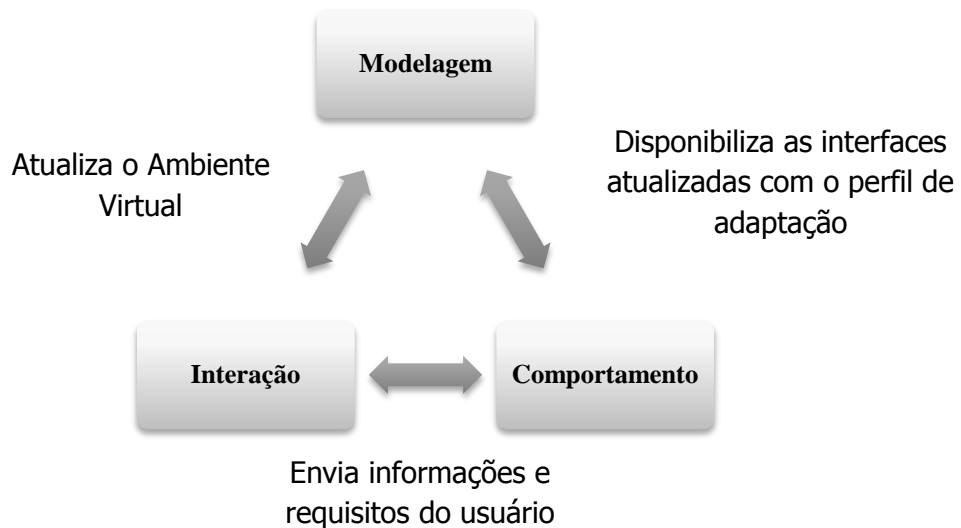 Modelagem
Atualiza o Ambiente
Virtual
Disponibiliza as interfaces
atualizadas com o perfil de
adaptação
Interação
Comportamento
Envia informações e
requisitos do usuário